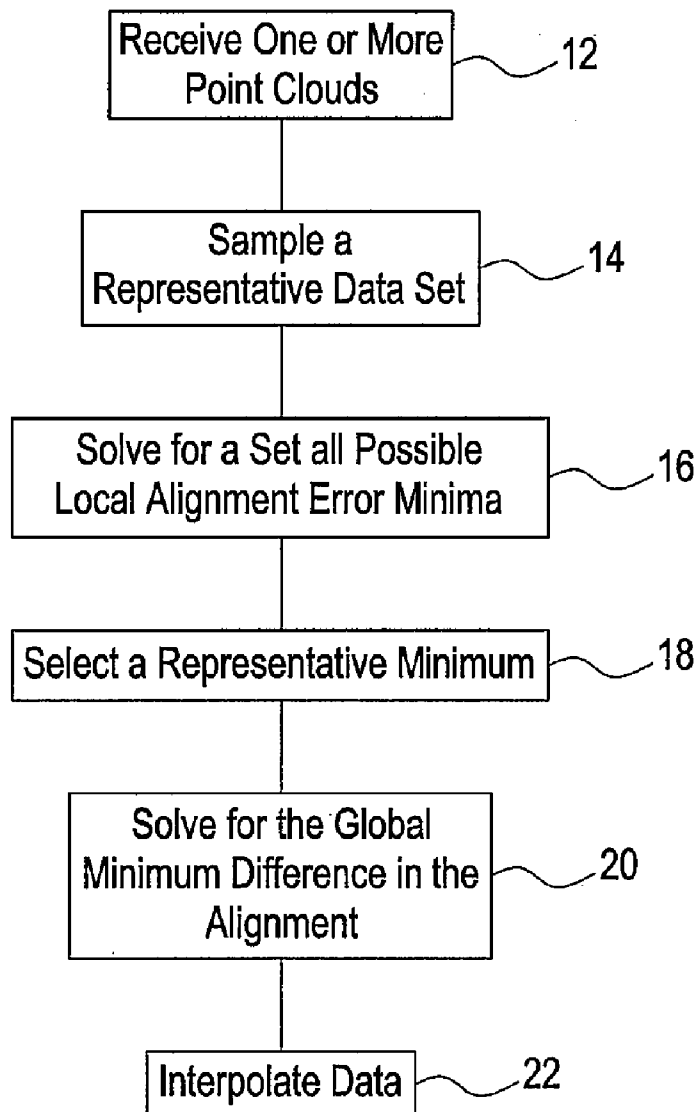 Receive One or More
Point Clouds
12
Sample a
Representative Data Set
14
Solve for a Set all Possible
Local Alignment Error Minima
16
Select a Representative Minimum
18
Solve for the Global
Minimum Difference in the
Alignment
20
Interpolate Data
22